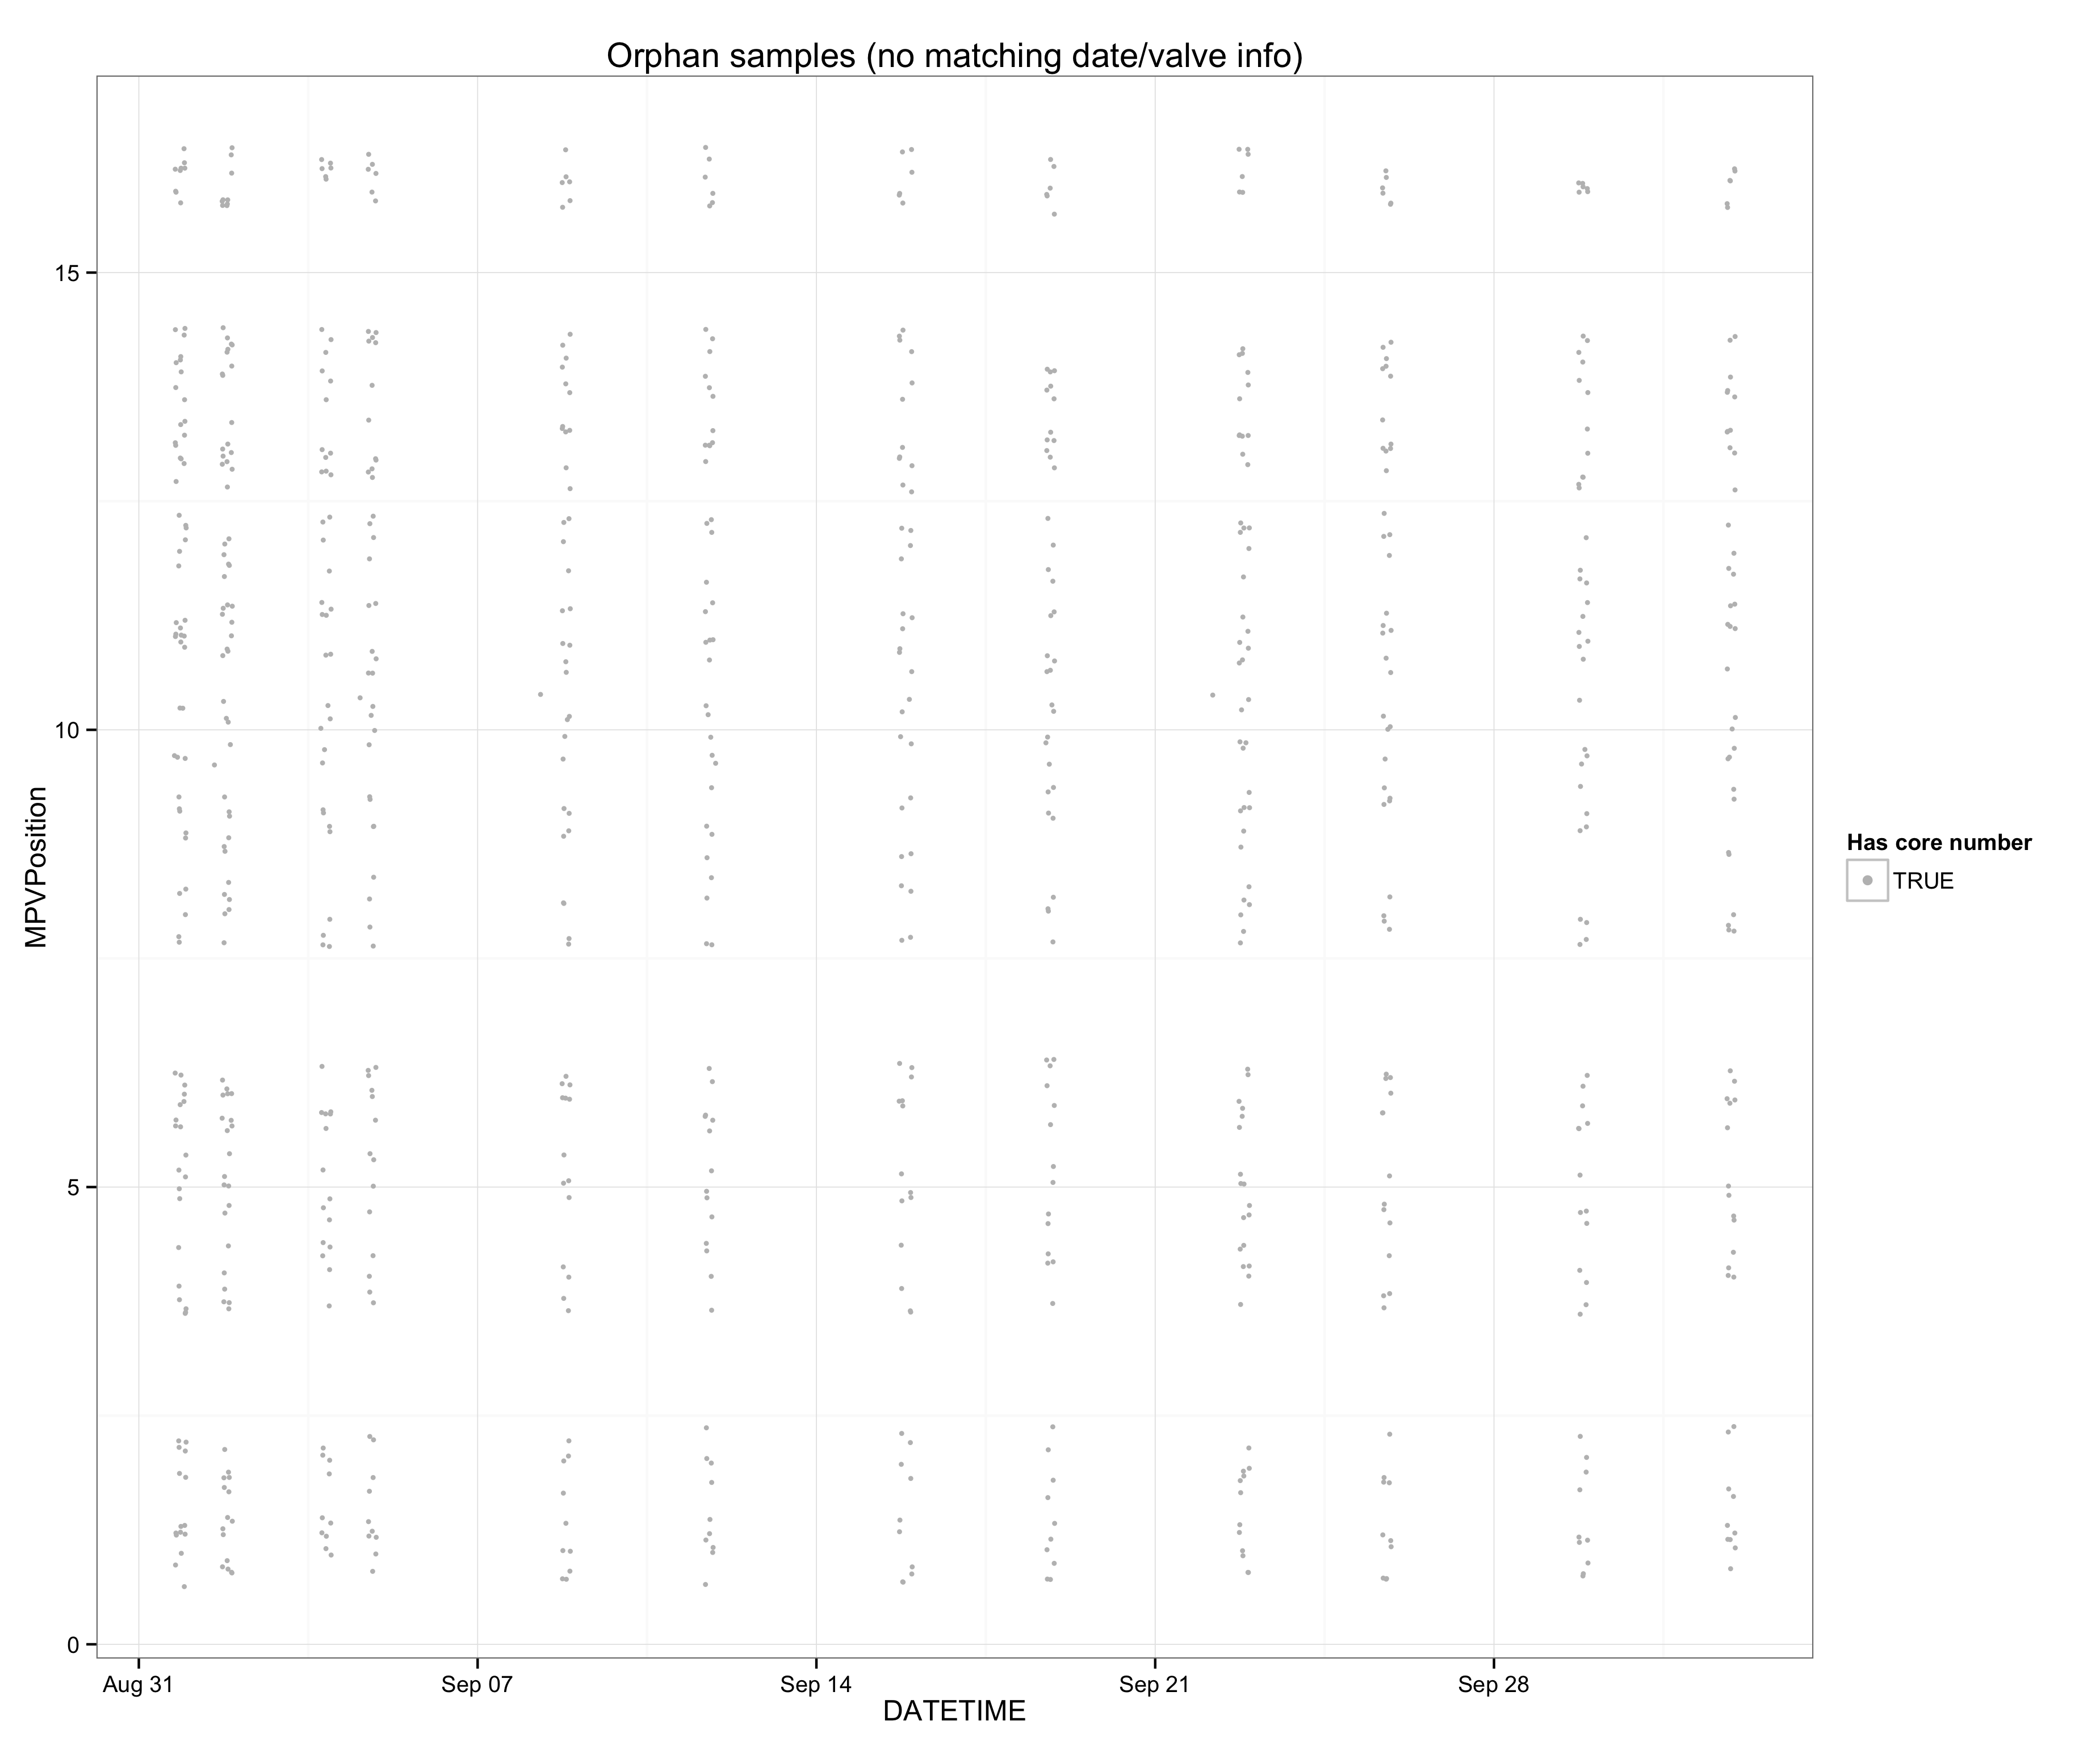 Orphan samples (no matching date/valve info)
15
10
5
0
MPVPosition
Aug 31
Sep 07
Sep 14
Sep 21
Sep 28
DATETIME
Has core number
TRUE